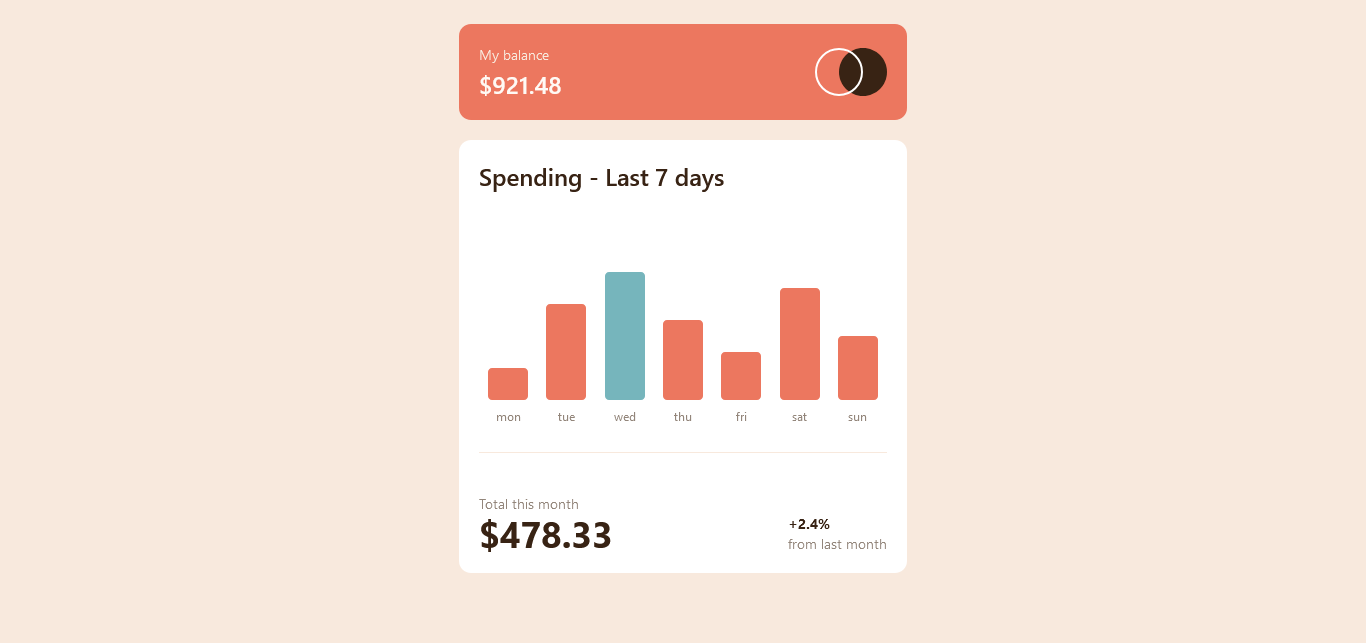 My balance
$921.48
Spending - Last 7 days
mon tue wed thu fri sat sun
Total this month
$478.33
+2.4%
from last month